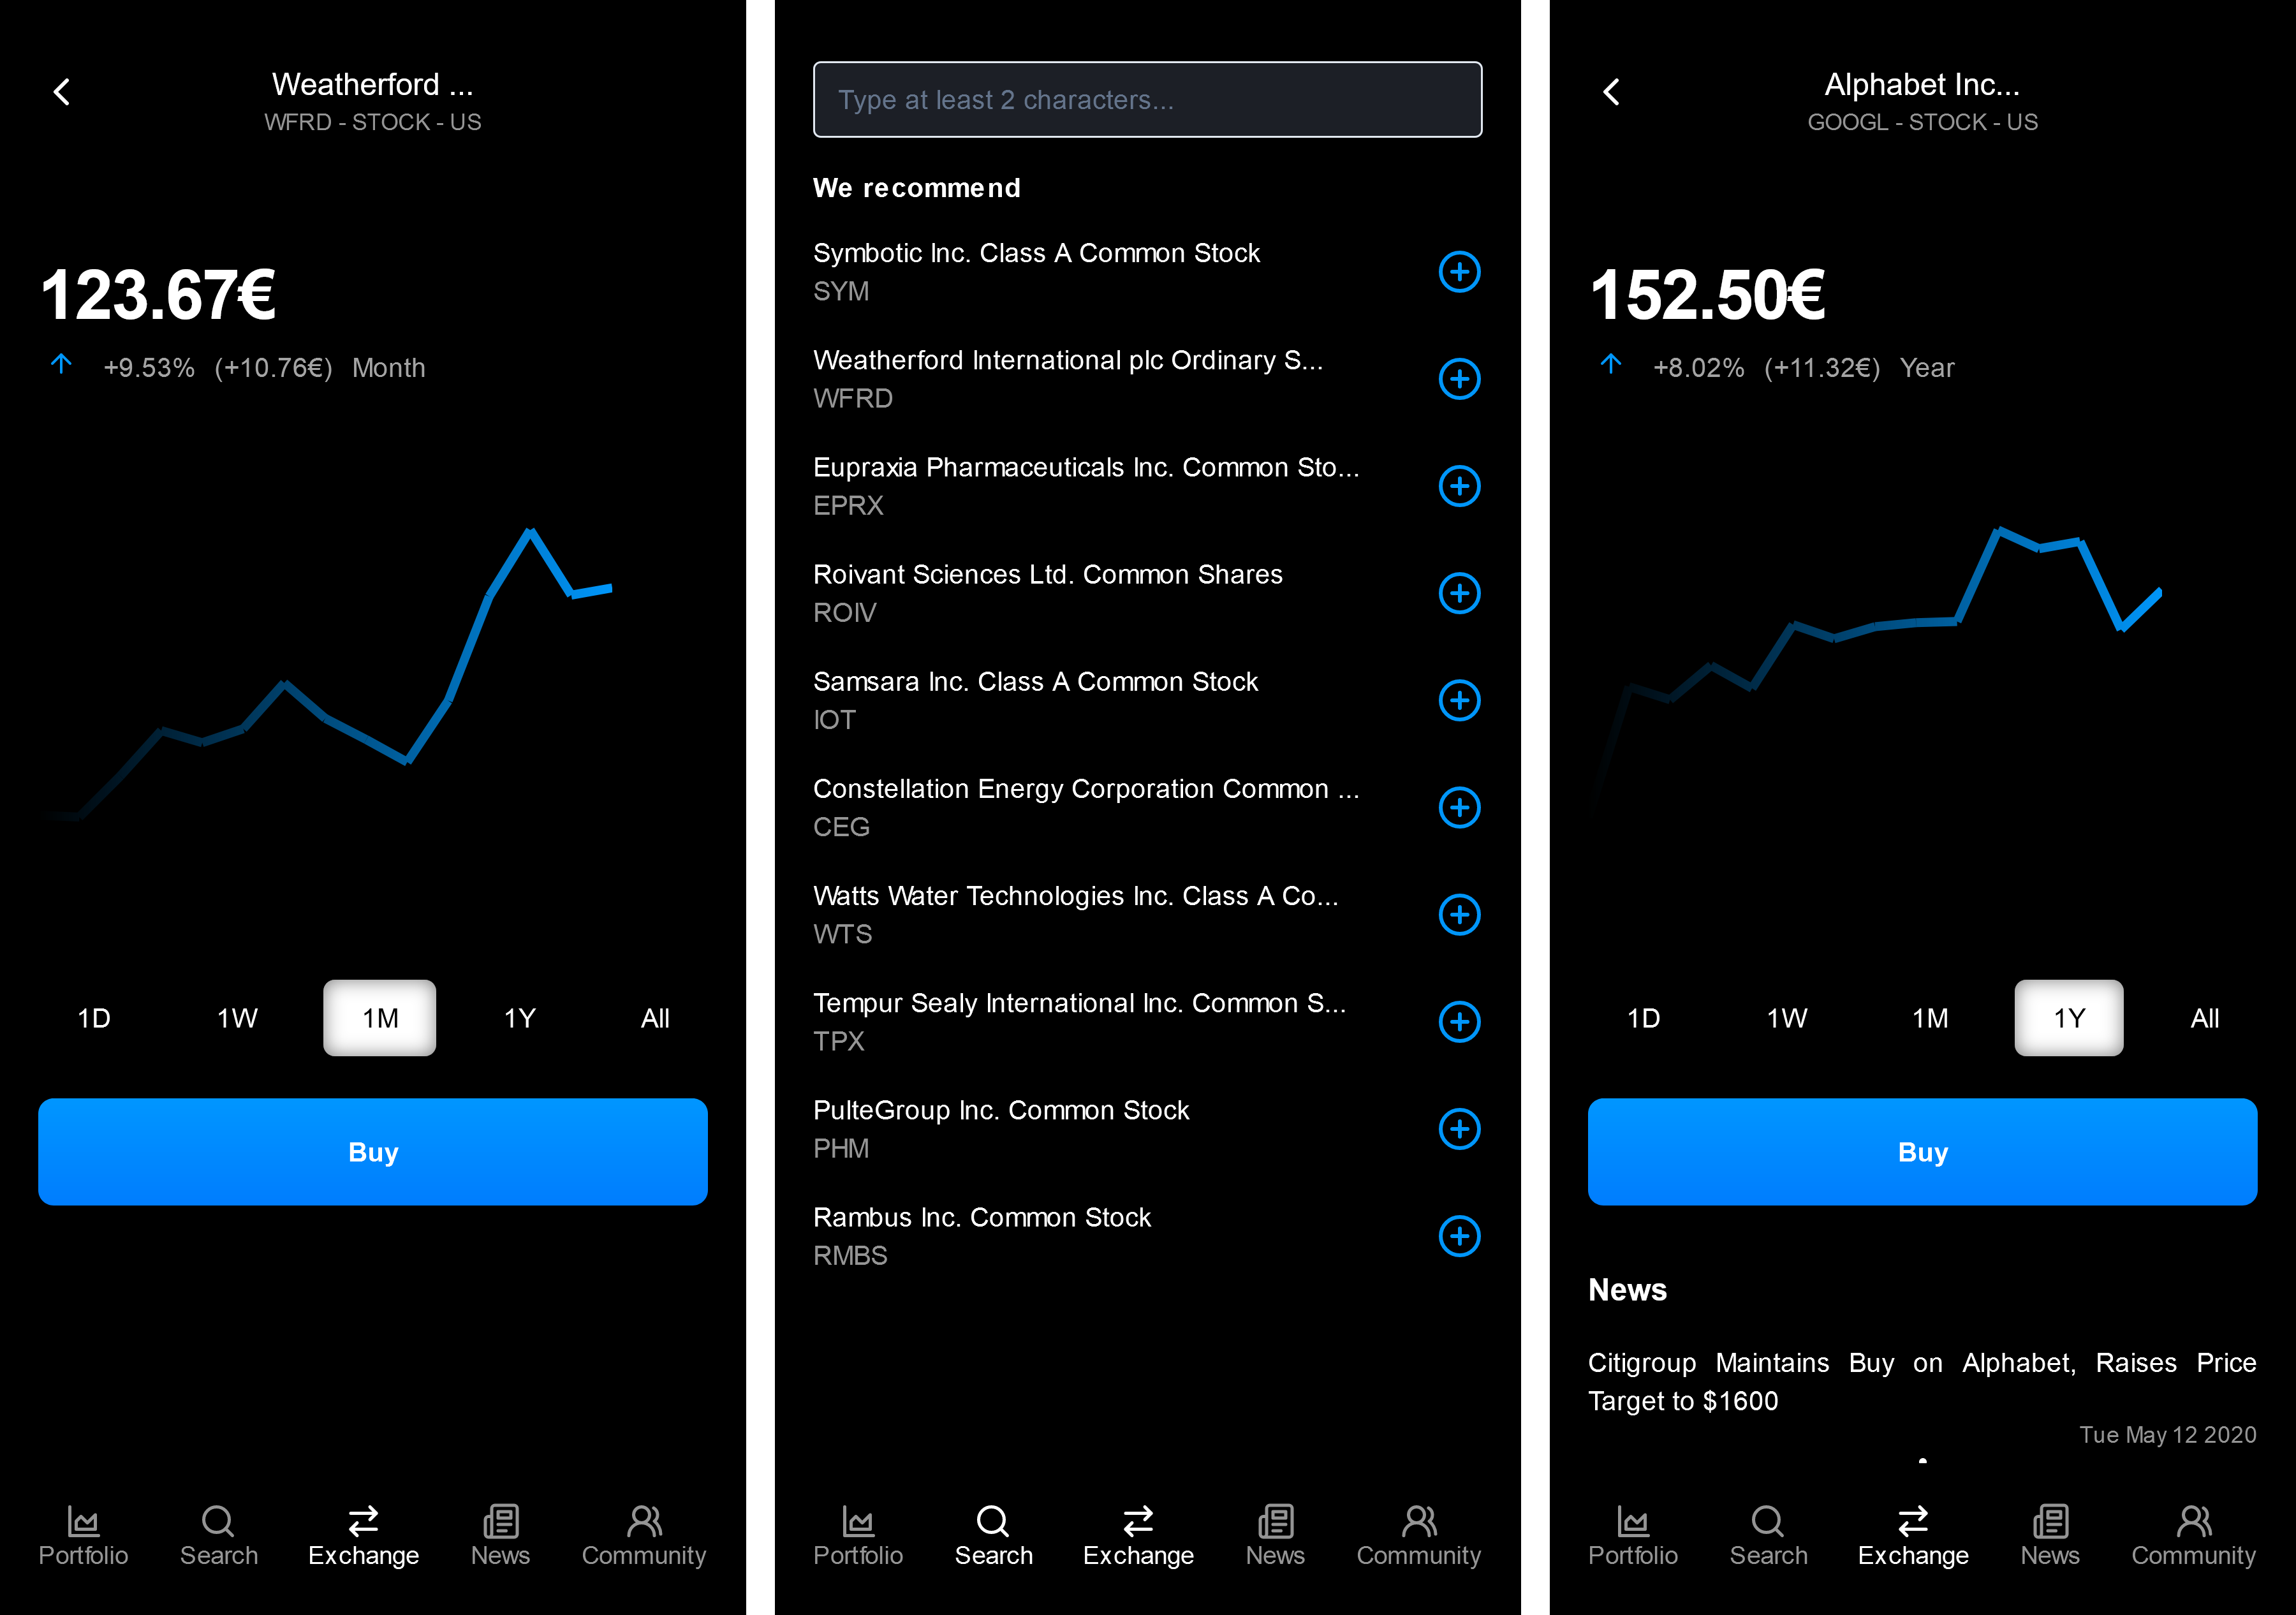 Weatherford ...
WFRD - STOCK - US
123.67€
+9.53% (+10.76€) Month
1D 1W 1M 1Y All
Buy
Portfolio Search Exchange News Community
Type at least 2 characters...
We recommend
Symbotic Inc. Class A Common Stock
SYM
Weatherford International plc Ordinary S...
WFRD
Eupraxia Pharmaceuticals Inc. Common Sto...
EPRX
Roivant Sciences Ltd. Common Shares
ROIV
Samsara Inc. Class A Common Stock
IOT
Constellation Energy Corporation Common ...
CEG
Watts Water Technologies Inc. Class A Co...
WTS
Tempur Sealy International Inc. Common S...
TPX
PulteGroup Inc. Common Stock
PHM
Rambus Inc. Common Stock
RMBS
Portfolio Search Exchange News Community
Alphabet Inc...
GOOGL - STOCK - US
152.50€
+8.02% (+11.32€) Year
1D 1W 1M 1Y All
Buy
News
Citigroup Maintains Buy on Alphabet, Raises Price
Target to $1600
Tue May 12 2020
Portfolio Search Exchange News Community